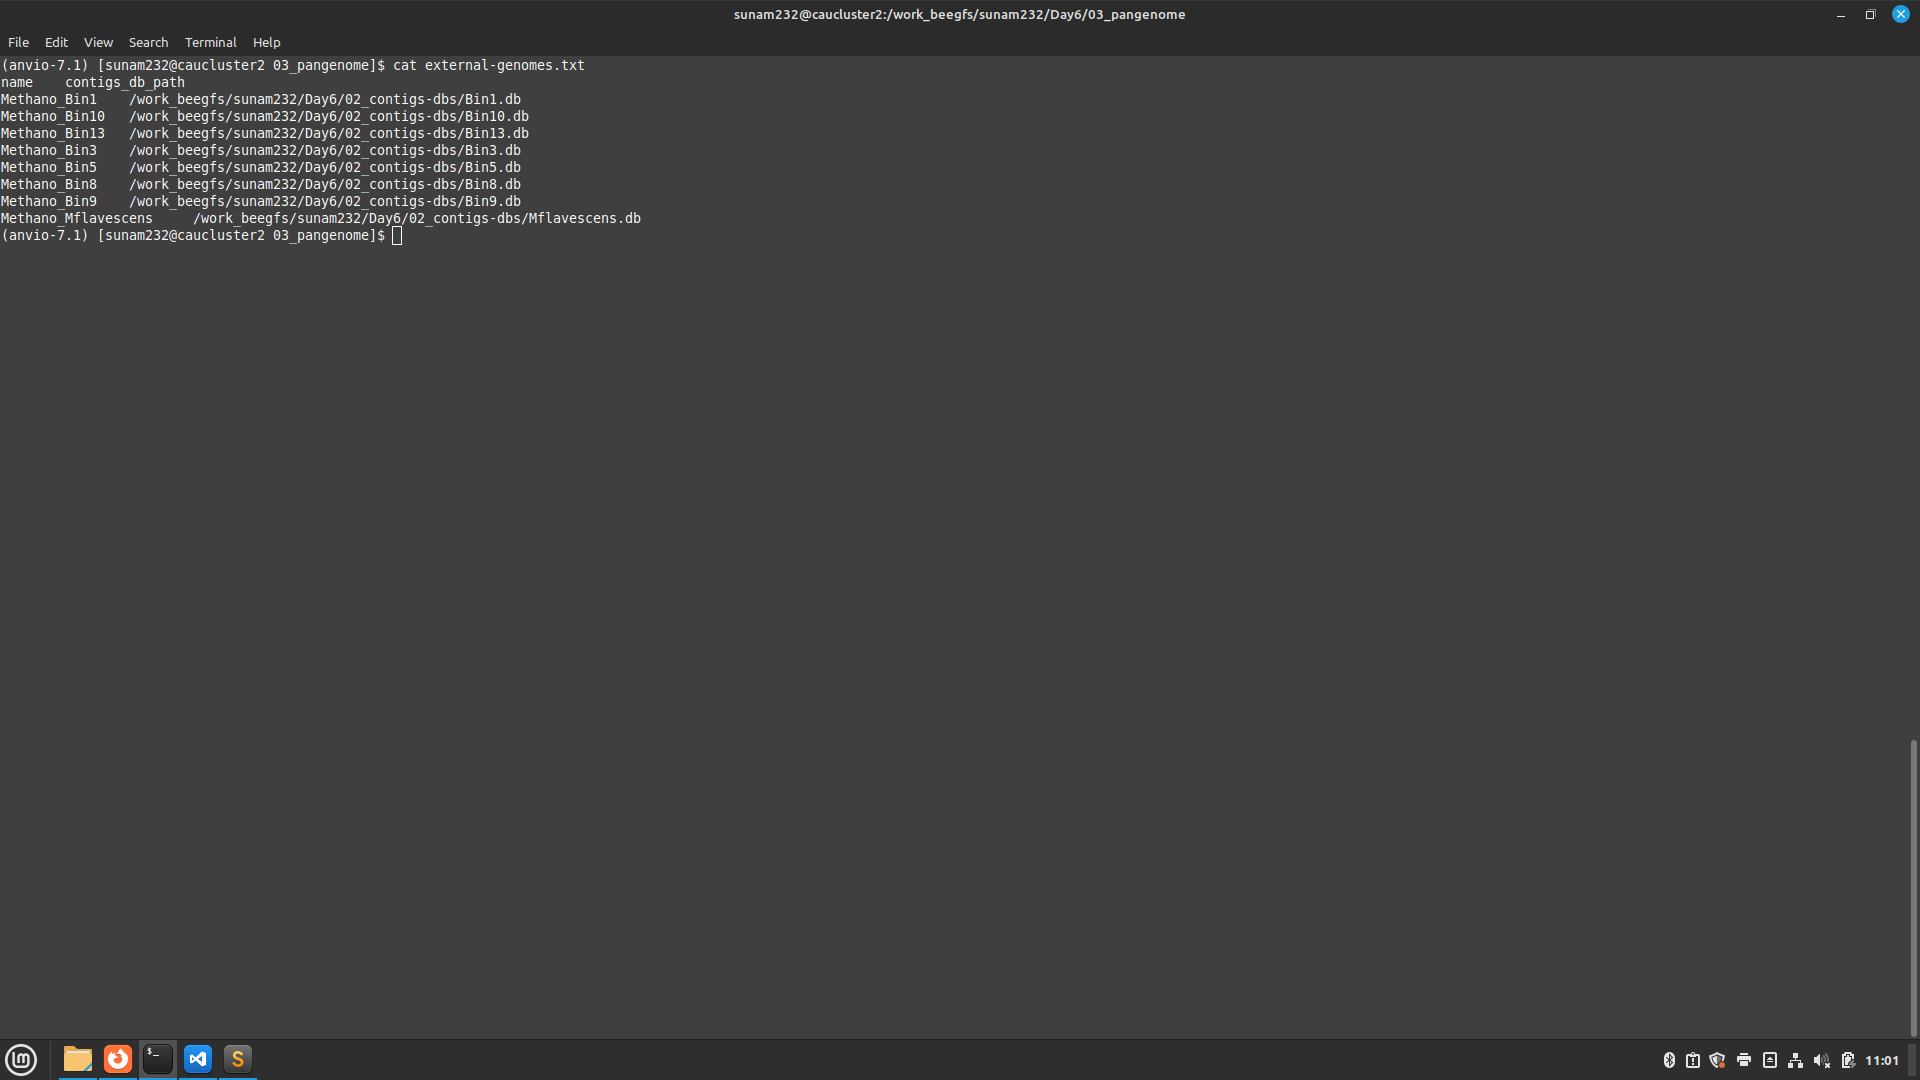 sunam232@caucluster2:/work_beegfs/sunam232/Day6/03_pangenome
File Edit View Search Terminal Help
(anvio-7.1) [sunam232@caucluster2 03_pangenome]$ cat external-genomes.txt
name    contigs_db_path
Methano_Bin1    /work_beegfs/sunam232/Day6/02_contigs-dbs/Bin1.db
Methano_Bin10   /work_beegfs/sunam232/Day6/02_contigs-dbs/Bin10.db
Methano_Bin13   /work_beegfs/sunam232/Day6/02_contigs-dbs/Bin13.db
Methano_Bin3    /work_beegfs/sunam232/Day6/02_contigs-dbs/Bin3.db
Methano_Bin5    /work_beegfs/sunam232/Day6/02_contigs-dbs/Bin5.db
Methano_Bin8    /work_beegfs/sunam232/Day6/02_contigs-dbs/Bin8.db
Methano_Bin9    /work_beegfs/sunam232/Day6/02_contigs-dbs/Bin9.db
Methano_Mflavescens     /work_beegfs/sunam232/Day6/02_contigs-dbs/Mflavescens.db
(anvio-7.1) [sunam232@caucluster2 03_pangenome]$
11:01